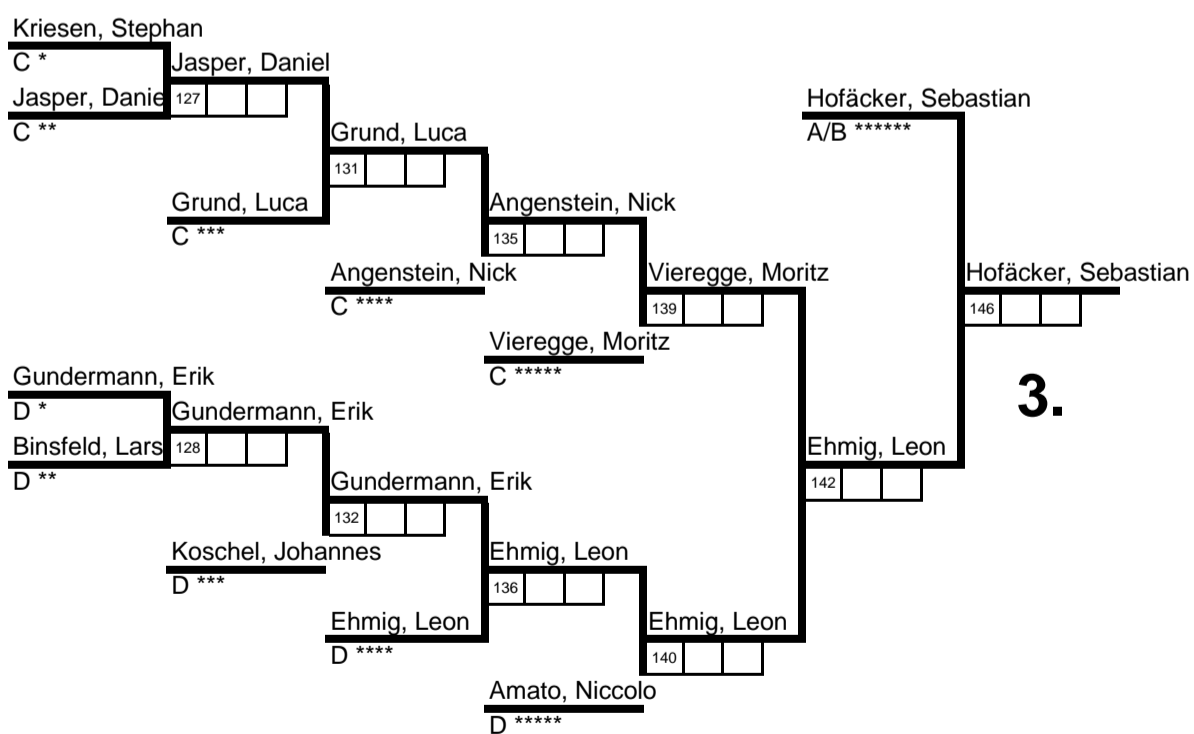 Kriesen, Stephan
C *
Jasper, Daniel
Jasper, Danie
127
Hofäcker, Sebastian
C **
Grund, Luca
A/B ******
131
Grund, Luca
Angenstein, Nick
C ***
135
Angenstein, Nick
Vieregge, Moritz
Hofäcker, Sebastian
C ****
139
146
Vieregge, Moritz
C *****
Gundermann, Erik
3.
D *
Gundermann, Erik
Binsfeld, Lars
128
Ehmig, Leon
D **
Gundermann, Erik
142
132
Koschel, Johannes
Ehmig, Leon
D ***
136
Ehmig, Leon
Ehmig, Leon
D ****
140
Amato, Niccolo
D *****